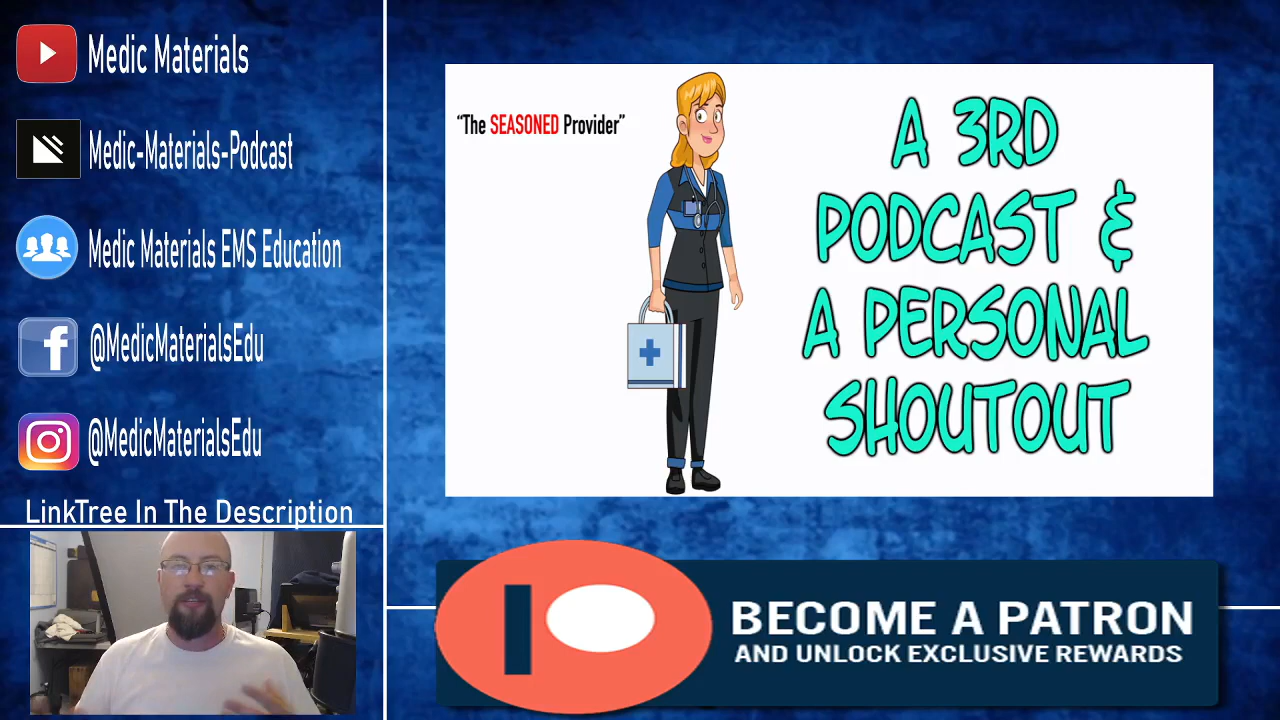 Medic Materials
Medic-Materials-Podcast
Medic Materials EMS Education
@MedicMaterialsEdu
@MedicMaterialsEdu
LinkTree In The Description
“The SEASONED Provider”
A 3RD
PODCAST &
A PERSONAL
SHOUTOUT
BECOME A PATRON
AND UNLOCK EXCLUSIVE REWARDS